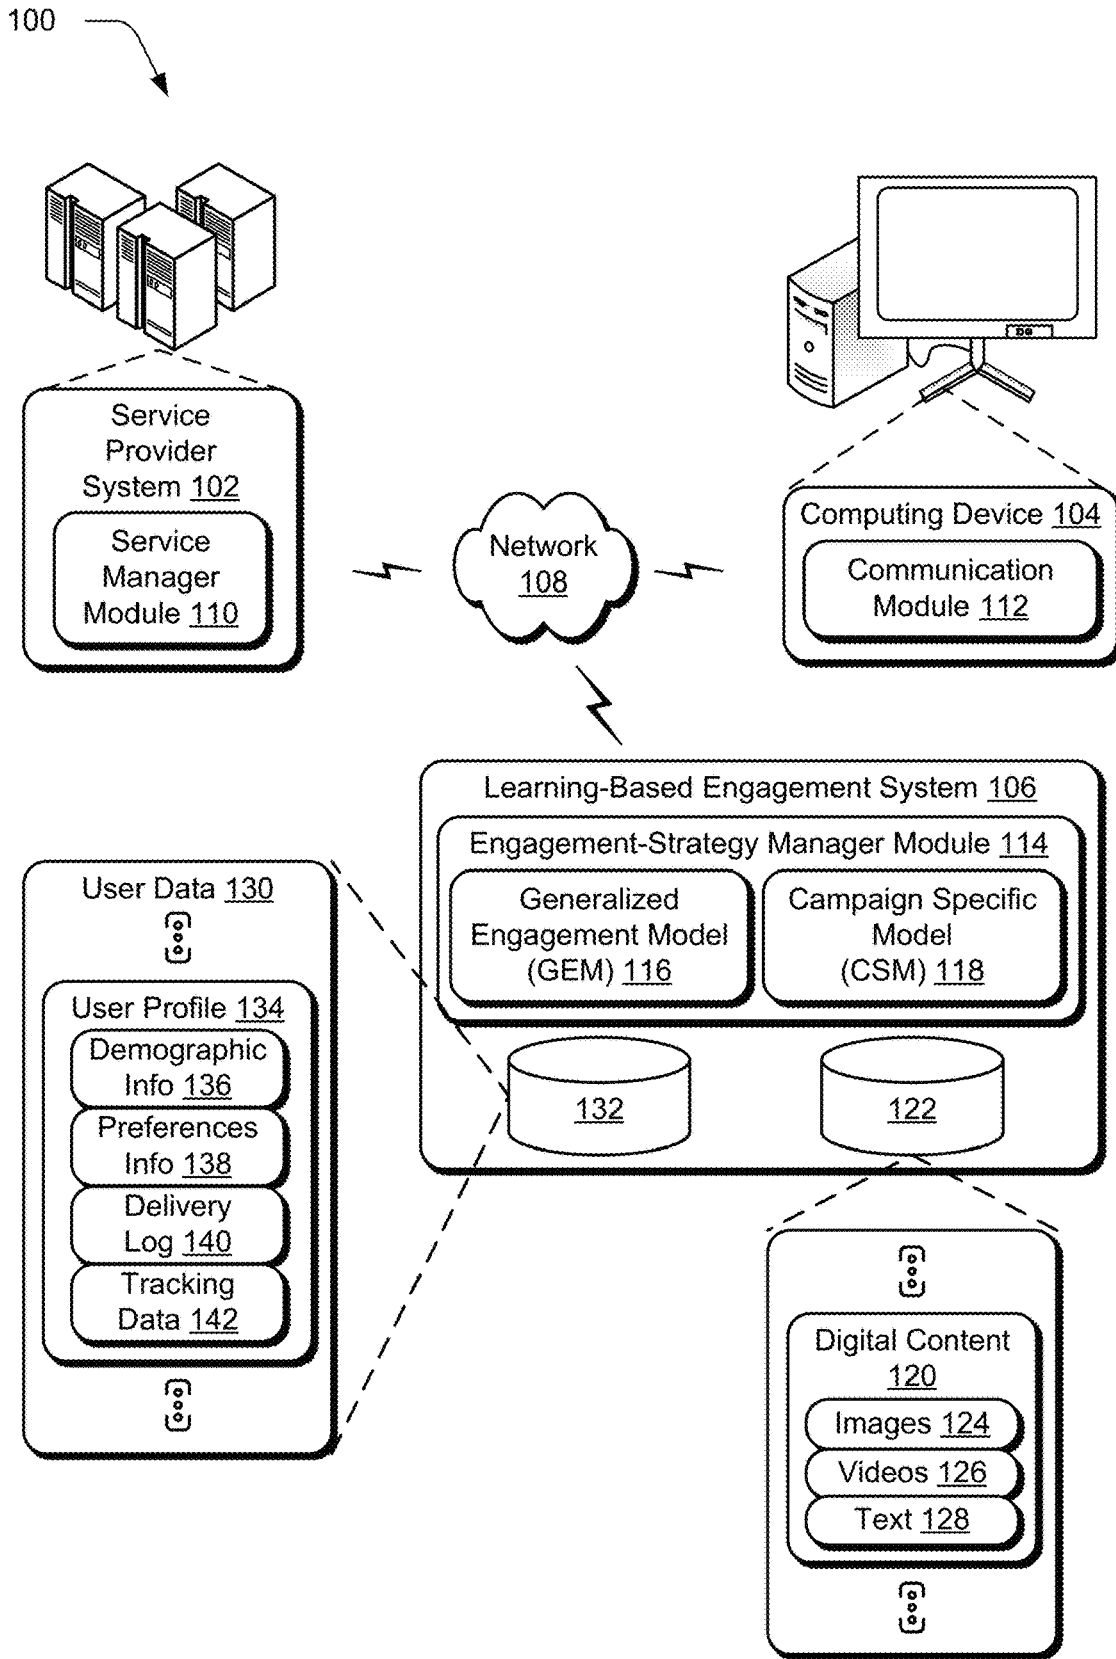 100
Service
Provider
System 102
Service
Manager
Module 110
Network
108
Computing Device 104
Communication
Module 112
Learning-Based Engagement System 106
Engagement-Strategy Manager Module 114
Generalized
Engagement Model
(GEM) 116
Campaign Specific
Model
(CSM) 118
132
122
User Data 130
User Profile 134
Demographic
Info 136
Preferences
Info 138
Delivery
Log 140
Tracking
Data 142
Digital Content
120
Images 124
Videos 126
Text 128